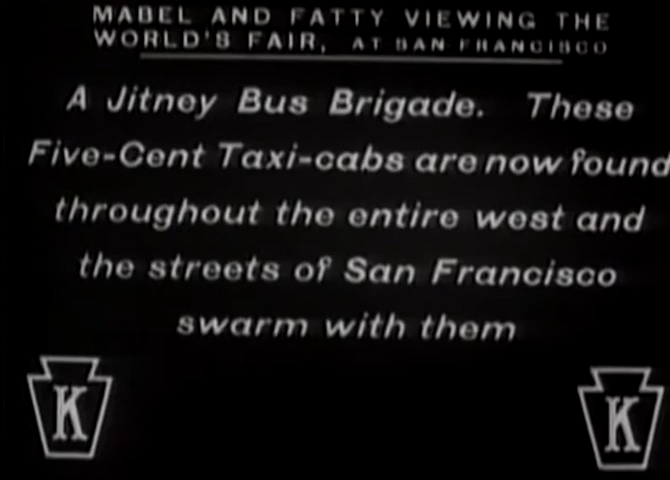 MABEL AND FATTY VIEWING THE
WORLD'S FAIR, AT SAN FRANCISCO
A Jitney Bus Brigade. These
Five-Cent Taxi-cabs are now found
throughout the entire west and
the streets of San Francisco
swarm with them
K K